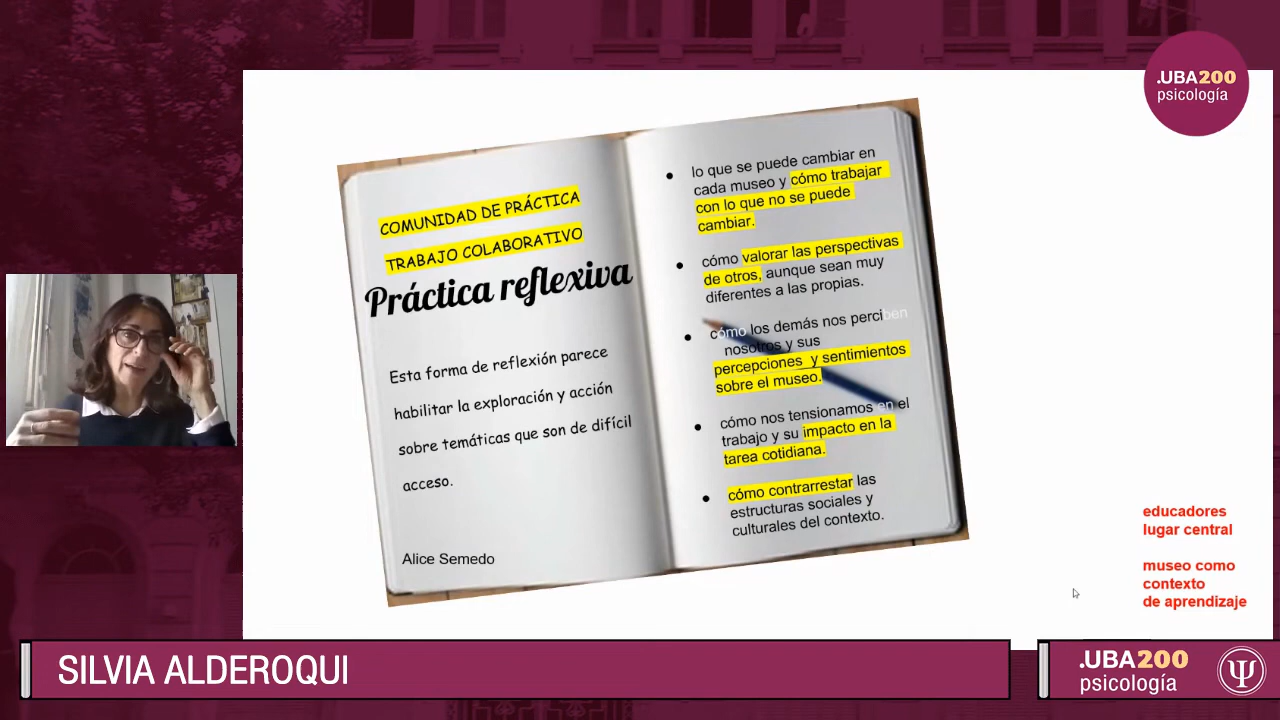 .UBA200
psicología
COMUNIDAD DE PRÁCTICA
TRABAJO COLABORATIVO
Práctica reflexiva
Esta forma de reflexión parece
habilitar la exploración y acción
sobre temáticas que son de difícil
acceso.
Alice Semedo
lo que se puede cambiar en
cada museo y cómo trabajar
con lo que no se puede
cambiar.
cómo valorar las perspectivas
de otros, aunque sean muy
diferentes a las propias.
cómo los demás nos perciben
nosotros y sus
percepciones y sentimientos
sobre el museo.
cómo nos tensionamos en el
trabajo y su impacto en la
tarea cotidiana.
cómo contrarrestar las
estructuras sociales y
culturales del contexto.
educadores
lugar central
museo como
contexto
de aprendizaje
SILVIA ALDEROQUI
.UBA200
psicología
Ψ